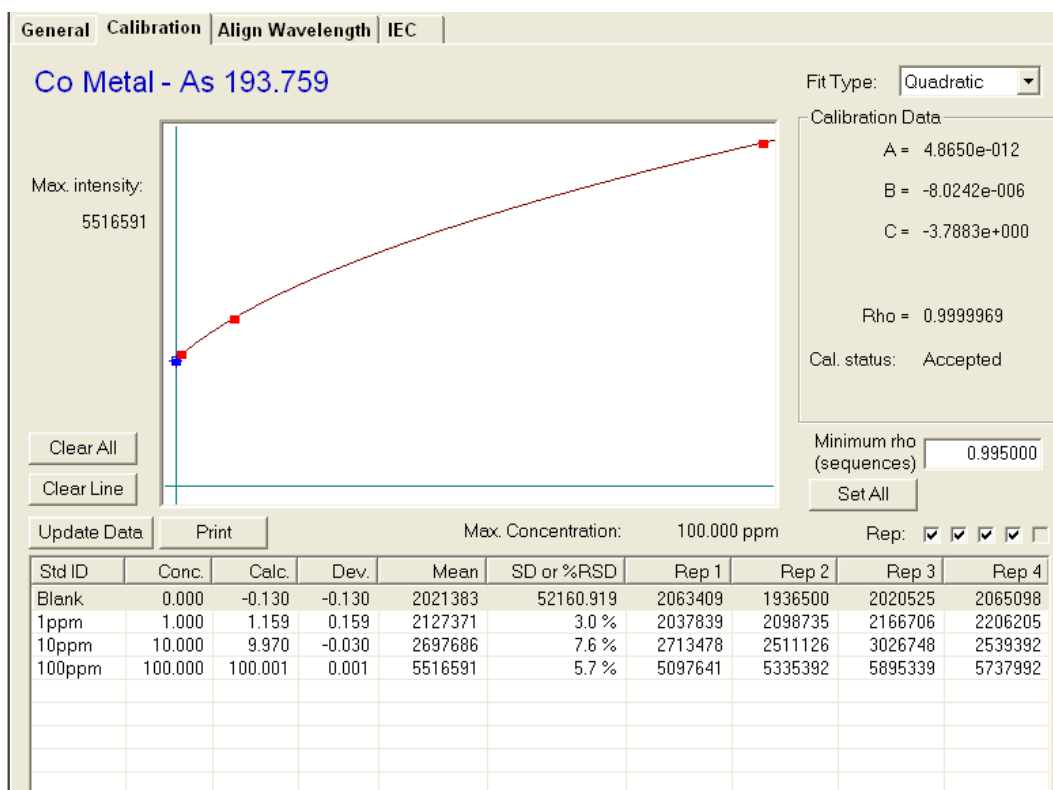 General Calibration Align Wavelength IEC
Co Metal - As 193.759
Fit Type: Quadratic
Calibration Data
A = 4.8650e-012
B = -8.0242e-006
C = -3.7883e+000
Rho = 0.9999969
Cal. status: Accepted
Max. intensity:
5516591
Clear All
Clear Line
Minimum rho
(sequences) 0.995000
Set All
Update Data Print Max. Concentration: 100.000 ppm Rep:
Std ID Conc. Calc. Dev. Mean SD or %RSD Rep 1 Rep 2 Rep 3 Rep 4
Blank 0.000 -0.130 -0.130 2021383 52160.919 2063409 1936500 2020525 2065098
1ppm 1.000 1.159 0.159 2127371 3.0 % 2037839 2098735 2166706 2206205
10ppm 10.000 9.970 -0.030 2697686 7.6 % 2713478 2511126 3026748 2539392
100ppm 100.000 100.001 0.001 5516591 5.7 % 5097641 5335392 5895339 5737992